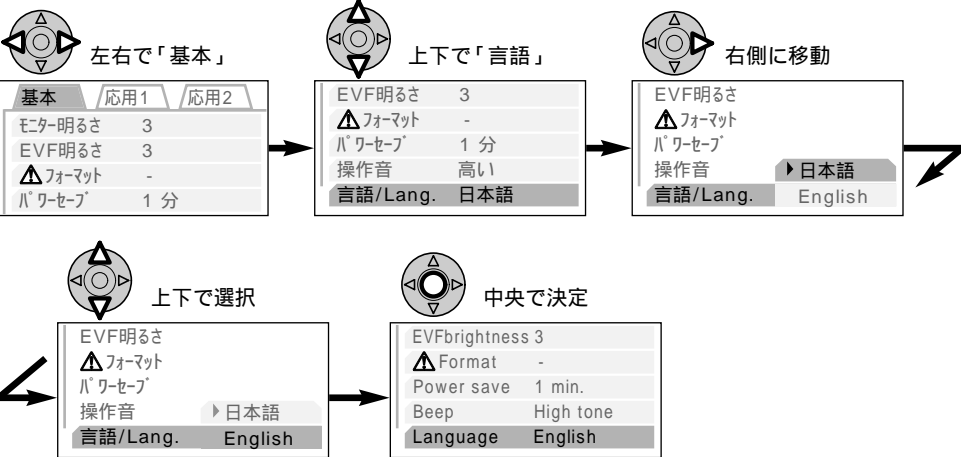 左右で「基本」
基本 応用1 応用2
モニター明るさ 3
EVF明るさ 3
フォーマット -
パワーセーブ 1 分
上下で「言語」
EVF明るさ 3
フォーマット -
パワーセーブ 1 分
操作音 高い
言語/Lang. 日本語
右側に移動
EVF明るさ
フォーマット
パワーセーブ
操作音 日本語
言語/Lang. English
上下で選択
EVF明るさ
フォーマット
パワーセーブ
操作音 日本語
言語/Lang. English
中央で決定
EVFbrightness 3
Format -
Power save 1 min.
Beep High tone
Language English